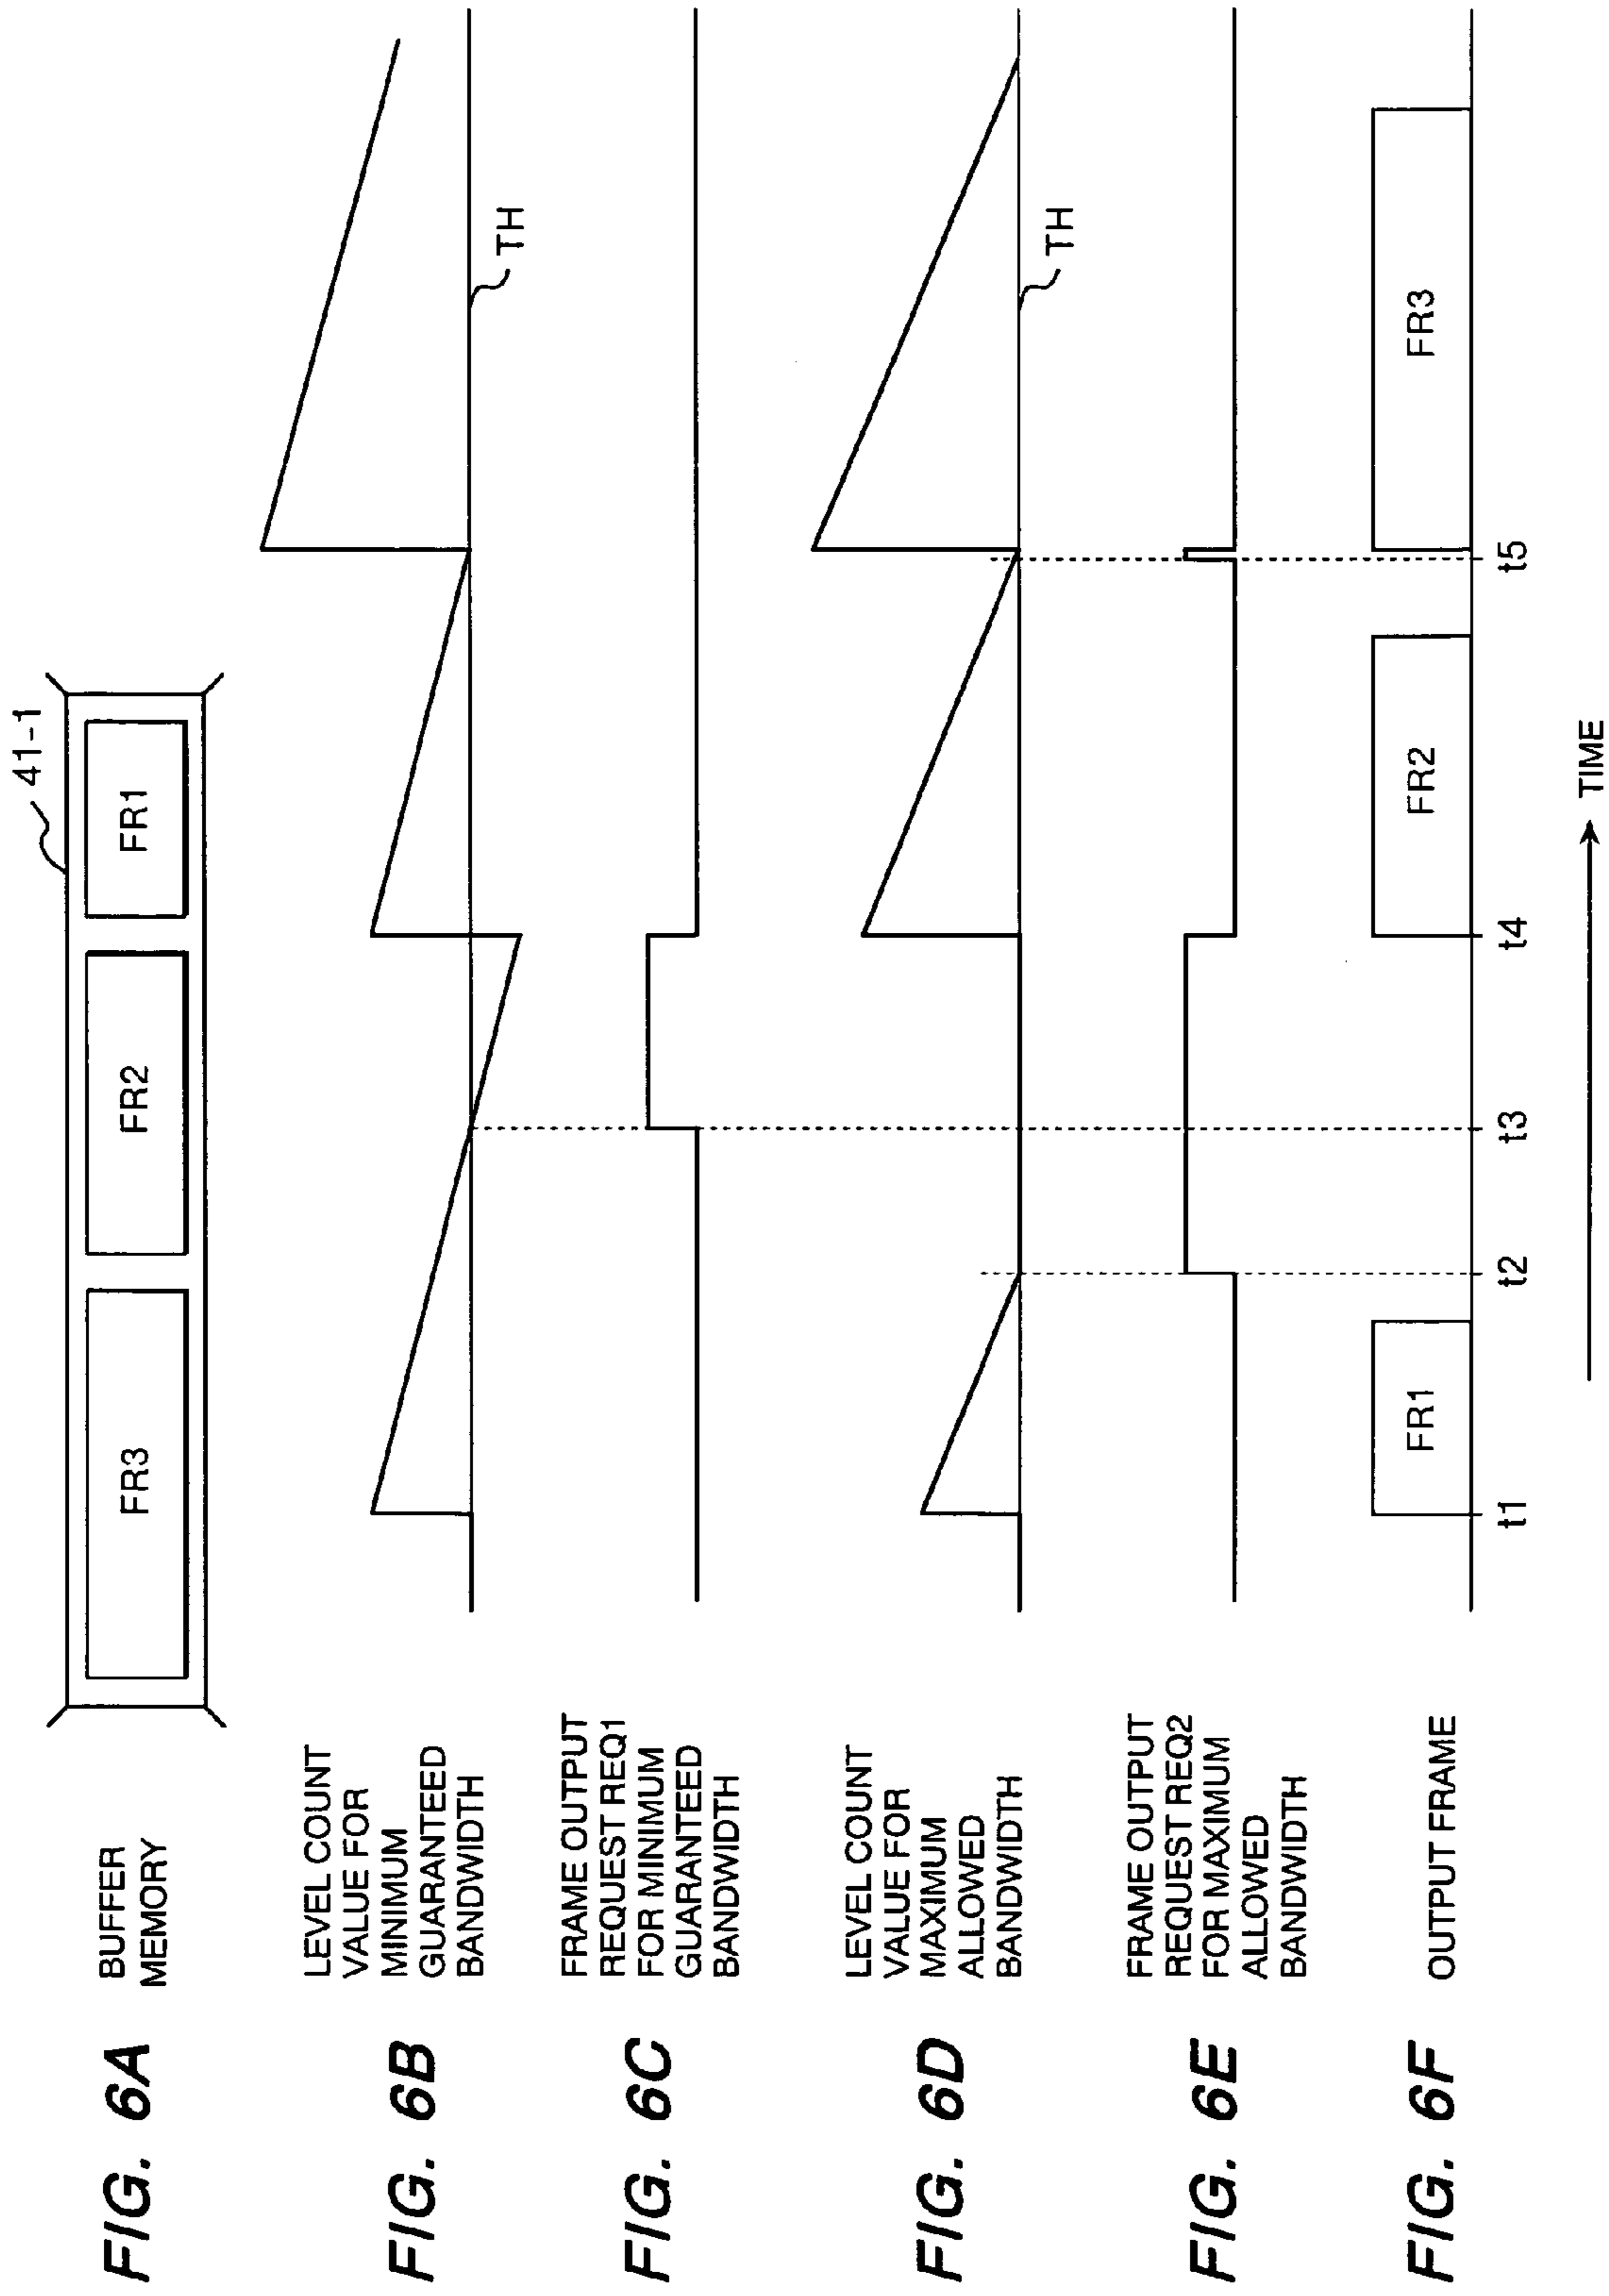 FIG. 6A
BUFFER
MEMORY
41-1
FR3
FR2
FR1
FIG. 6B
LEVEL COUNT
VALUE FOR
MINIMUM
GUARANTEED
BANDWIDTH
TH
FIG. 6C
FRAME OUTPUT
REQUEST REQ1
FOR MINIMUM
GUARANTEED
BANDWIDTH
FIG. 6D
LEVEL COUNT
VALUE FOR
MAXIMUM
ALLOWED
BANDWIDTH
TH
FIG. 6E
FRAME OUTPUT
REQUEST REQ2
FOR MAXIMUM
ALLOWED
BANDWIDTH
FIG. 6F
OUTPUT FRAME
FR1
FR2
FR3
t1
t2
t3
t4
t5
TIME